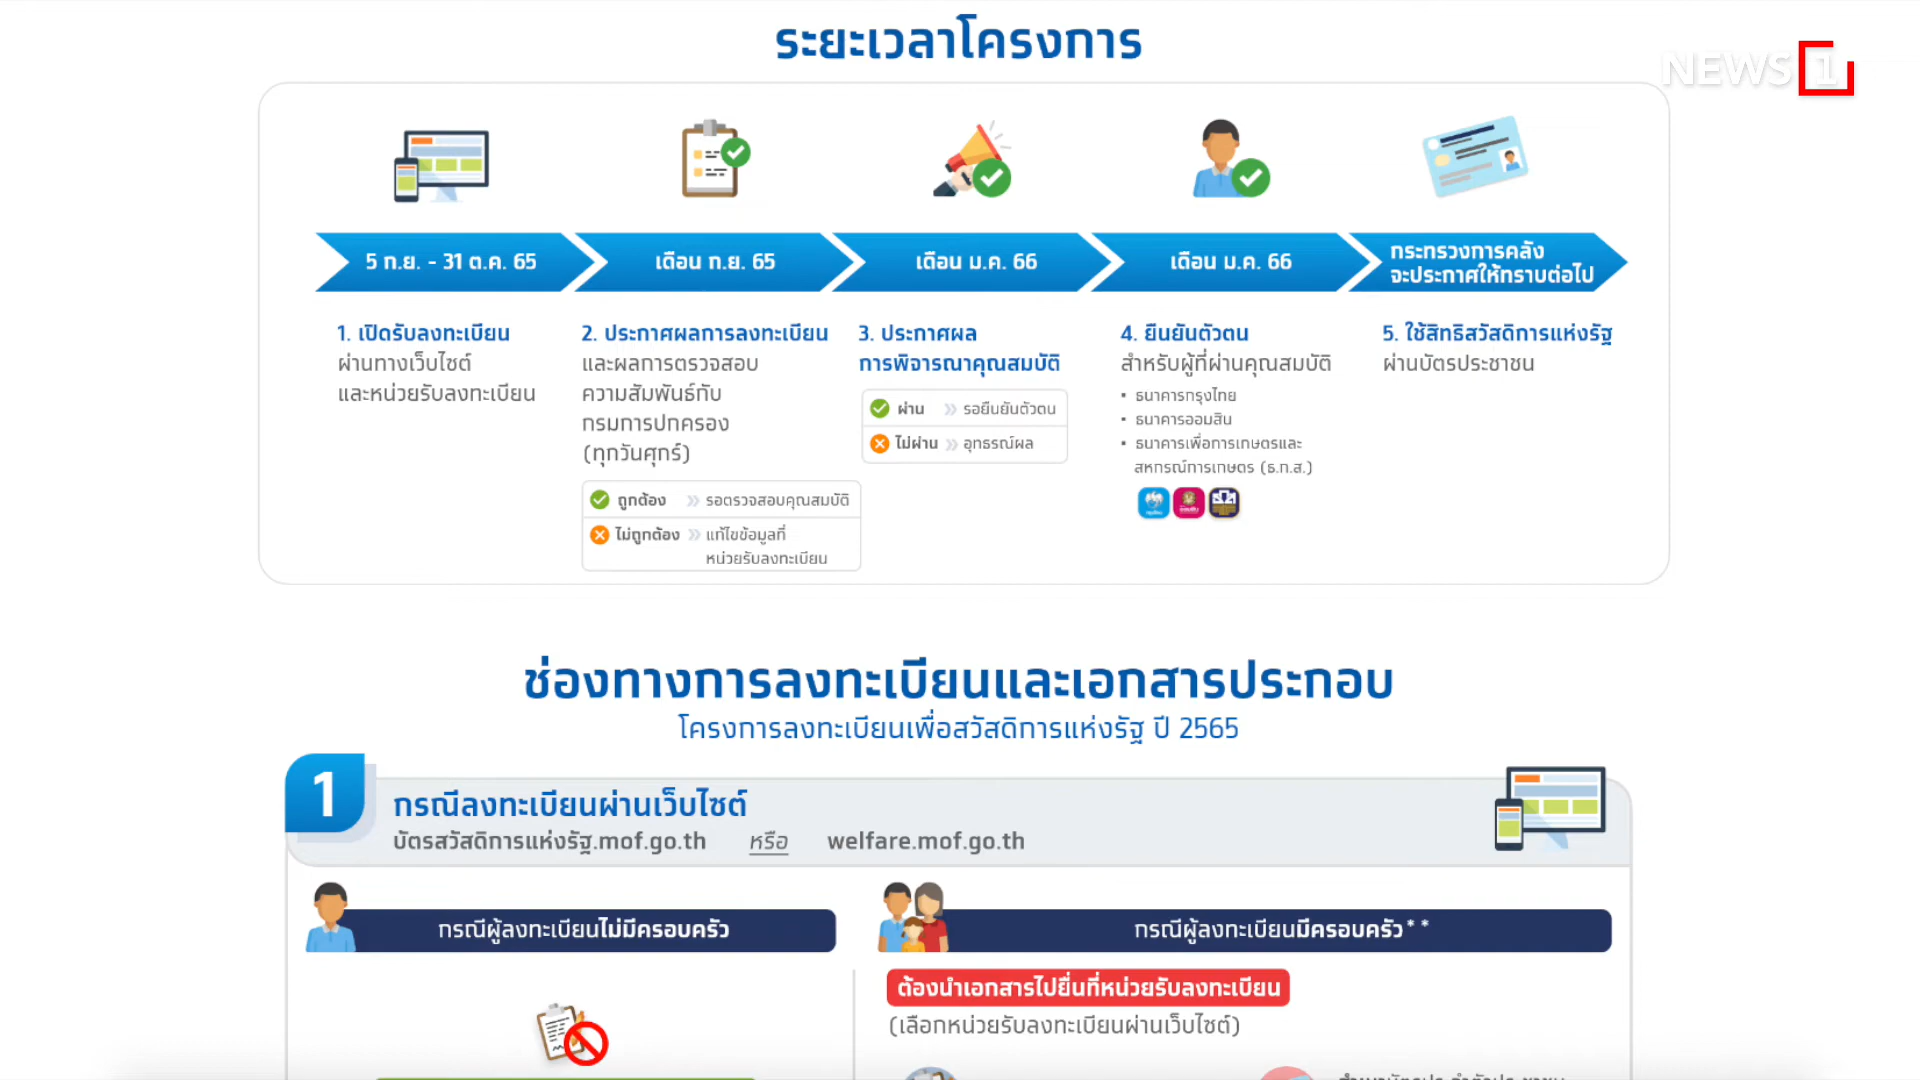 ระยะเวลาโครงการ
NEWS 1
5 ก.ย. - 31 ต.ค. 65
เดือน ก.ย. 65
เดือน ม.ค. 66
เดือน ม.ค. 66
กระทรวงการคลัง
จะประกาศให้ทราบต่อไป
1. เปิดรับลงทะเบียน
ผ่านทางเว็บไซต์
และหน่วยรับลงทะเบียน
2. ประกาศผลการลงทะเบียน
และผลการตรวจสอบ
ความสัมพันธ์กับ
กรมการปกครอง
(ทุกวันศุกร์)
ถูกต้อง » รอตรวจสอบคุณสมบัติ
ไม่ถูกต้อง » แก้ไขข้อมูลที่
หน่วยรับลงทะเบียน
3. ประกาศผล
การพิจารณาคุณสมบัติ
ผ่าน » รอยืนยันตัวตน
ไม่ผ่าน » อุทธรณ์ผล
4. ยืนยันตัวตน
สำหรับผู้ที่ผ่านคุณสมบัติ
• ธนาคารกรุงไทย
• ธนาคารออมสิน
• ธนาคารเพื่อการเกษตรและ
สหกรณ์การเกษตร (ธ.ก.ส.)
5. ใช้สิทธิสวัสดิการแห่งรัฐ
ผ่านบัตรประชาชน
ช่องทางการลงทะเบียนและเอกสารประกอบ
โครงการลงทะเบียนเพื่อสวัสดิการแห่งรัฐ ปี 2565
1
กรณีลงทะเบียนผ่านเว็บไซต์
บัตรสวัสดิการแห่งรัฐ.mof.go.th หรือ welfare.mof.go.th
กรณีผู้ลงทะเบียนไม่มีครอบครัว
กรณีผู้ลงทะเบียนมีครอบครัว**
ต้องนำเอกสารไปยื่นที่หน่วยรับลงทะเบียน
(เลือกหน่วยรับลงทะเบียนผ่านเว็บไซต์)